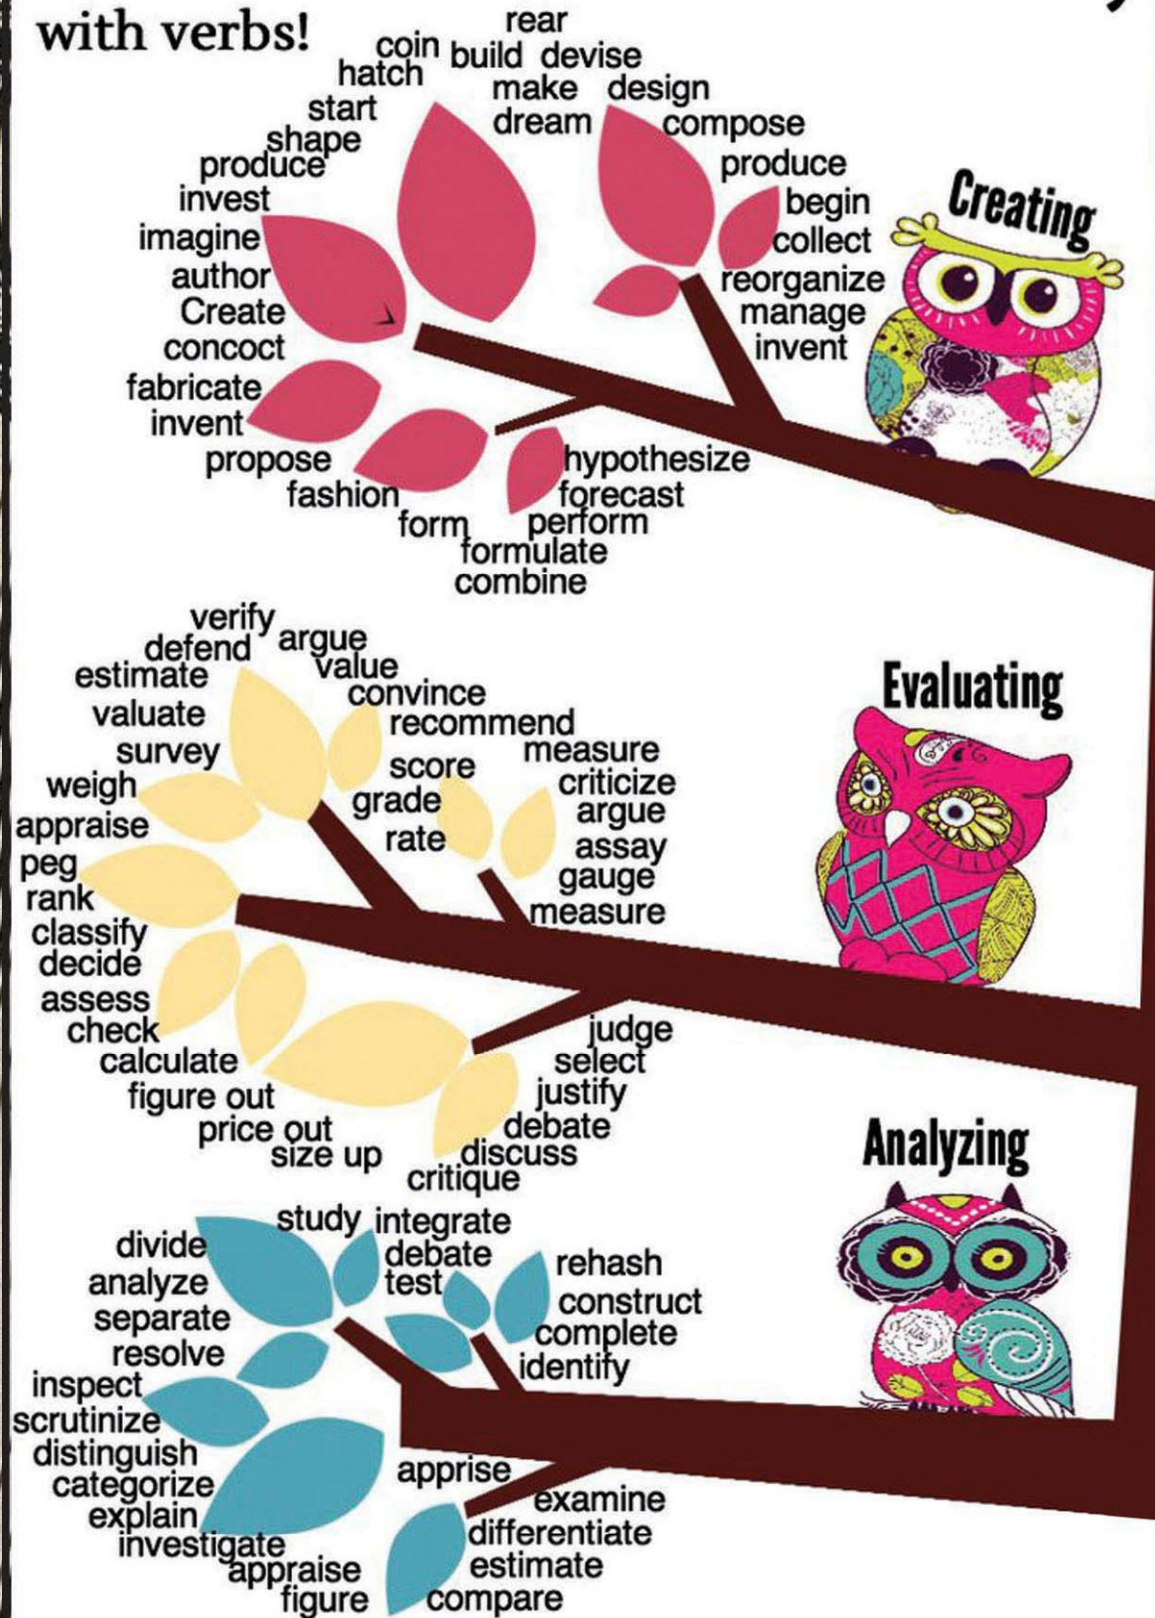 with verbs!
rear
coin build devise
hatch make design
start dream compose
shape
produce produce
invest begin
imagine collect
author reorganize
Create manage
concoct invent
fabricate
invent
propose hypothesize
fashion forecast
form perform
formulate
combine
Creating
verify
defend argue
estimate value
convince
valuate recommend
survey score measure
weigh grade criticize
appraise rate argue
peg assay
rank gauge
classify measure
decide
assess
check judge
calculate select
figure out justify
price out debate
size up discuss
critique
Evaluating
study integrate
divide debate rehash
analyze test construct
separate complete
resolve identify
inspect
scrutinize
distinguish
categorize apprise
explain examine
investigate differentiate
appraise estimate
figure compare
Analyzing